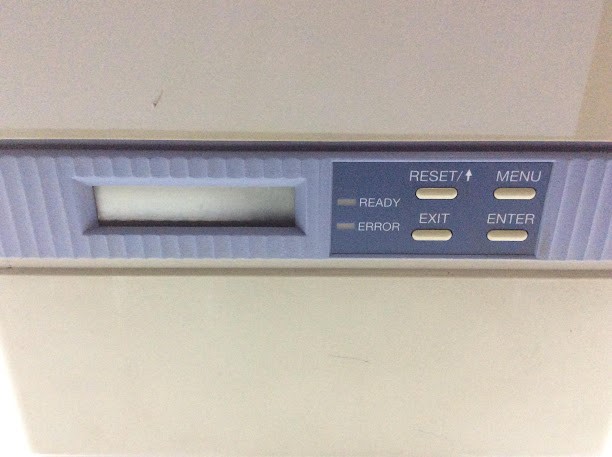 RESET/↑ MENU
READY
EXIT ENTER
ERROR